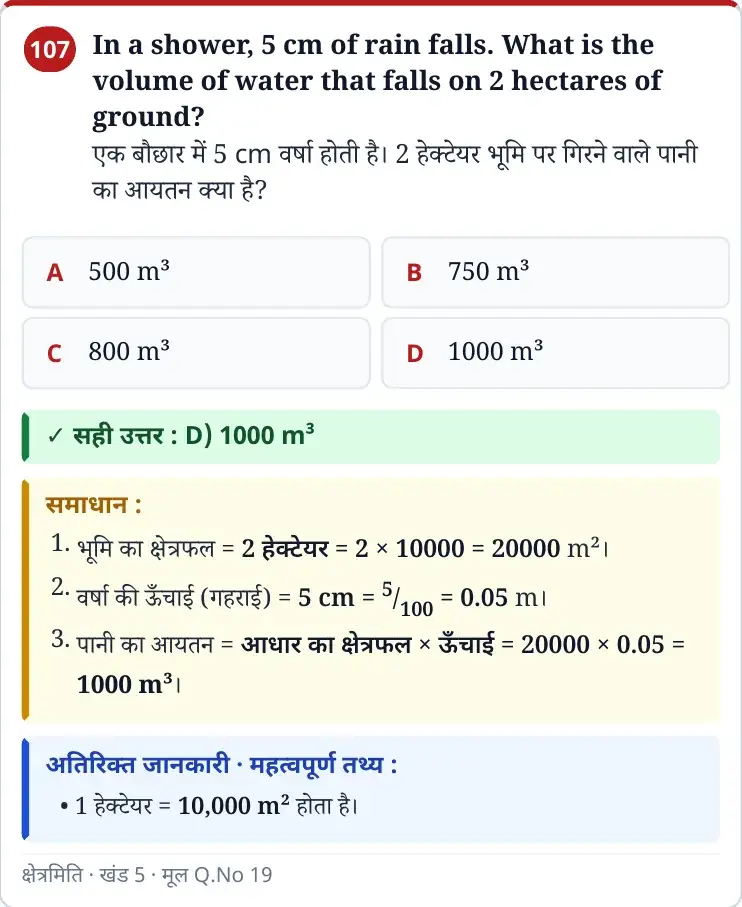 107 In a shower, 5 cm of rain falls. What is the
volume of water that falls on 2 hectares of
ground?
एक बौछार में 5 cm वर्षा होती है। 2 हेक्टेयर भूमि पर गिरने वाले पानी
का आयतन क्या है?
A 500 m³
B 750 m³
C 800 m³
D 1000 m³
✓ सही उत्तर : D) 1000 m³
समाधान :
1. भूमि का क्षेत्रफल = 2 हेक्टेयर = 2 × 10000 = 20000 m²।
2. वर्षा की ऊँचाई (गहराई) = 5 cm = ⁵/₁₀₀ = 0.05 m।
3. पानी का आयतन = आधार का क्षेत्रफल × ऊँचाई = 20000 × 0.05 =
1000 m³।
अतिरिक्त जानकारी · महत्वपूर्ण तथ्य :
• 1 हेक्टेयर = 10,000 m² होता है।
क्षेत्रमिति · खंड 5 · मूल Q.No 19